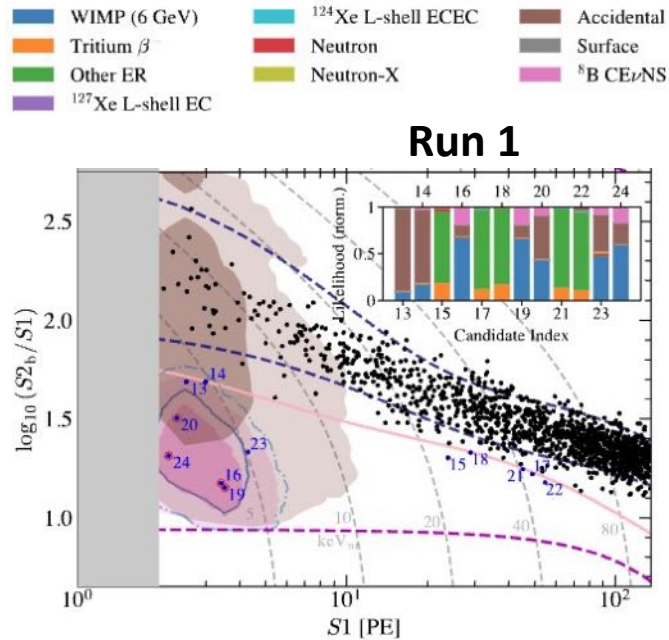 WIMP (6 GeV)
Tritium β⁻
Other ER
¹²⁷Xe L-shell EC
¹²⁴Xe L-shell ECEC
Neutron
Neutron-X
Accidental
Surface
⁸B CEνNS
Run 1
14 16 18 20 22 24
Likelihood (norm.)
1
0.5
0
13 15 17 19 21 23
Candidate Index
log₁₀ (S2b/S1)
2.5
2.0
1.5
1.0
14
13
20
23
24
16
19
15
18
21
17
22
5
10
20
40
80
keVnr
10⁰ 10¹ 10²
S1 [PE]